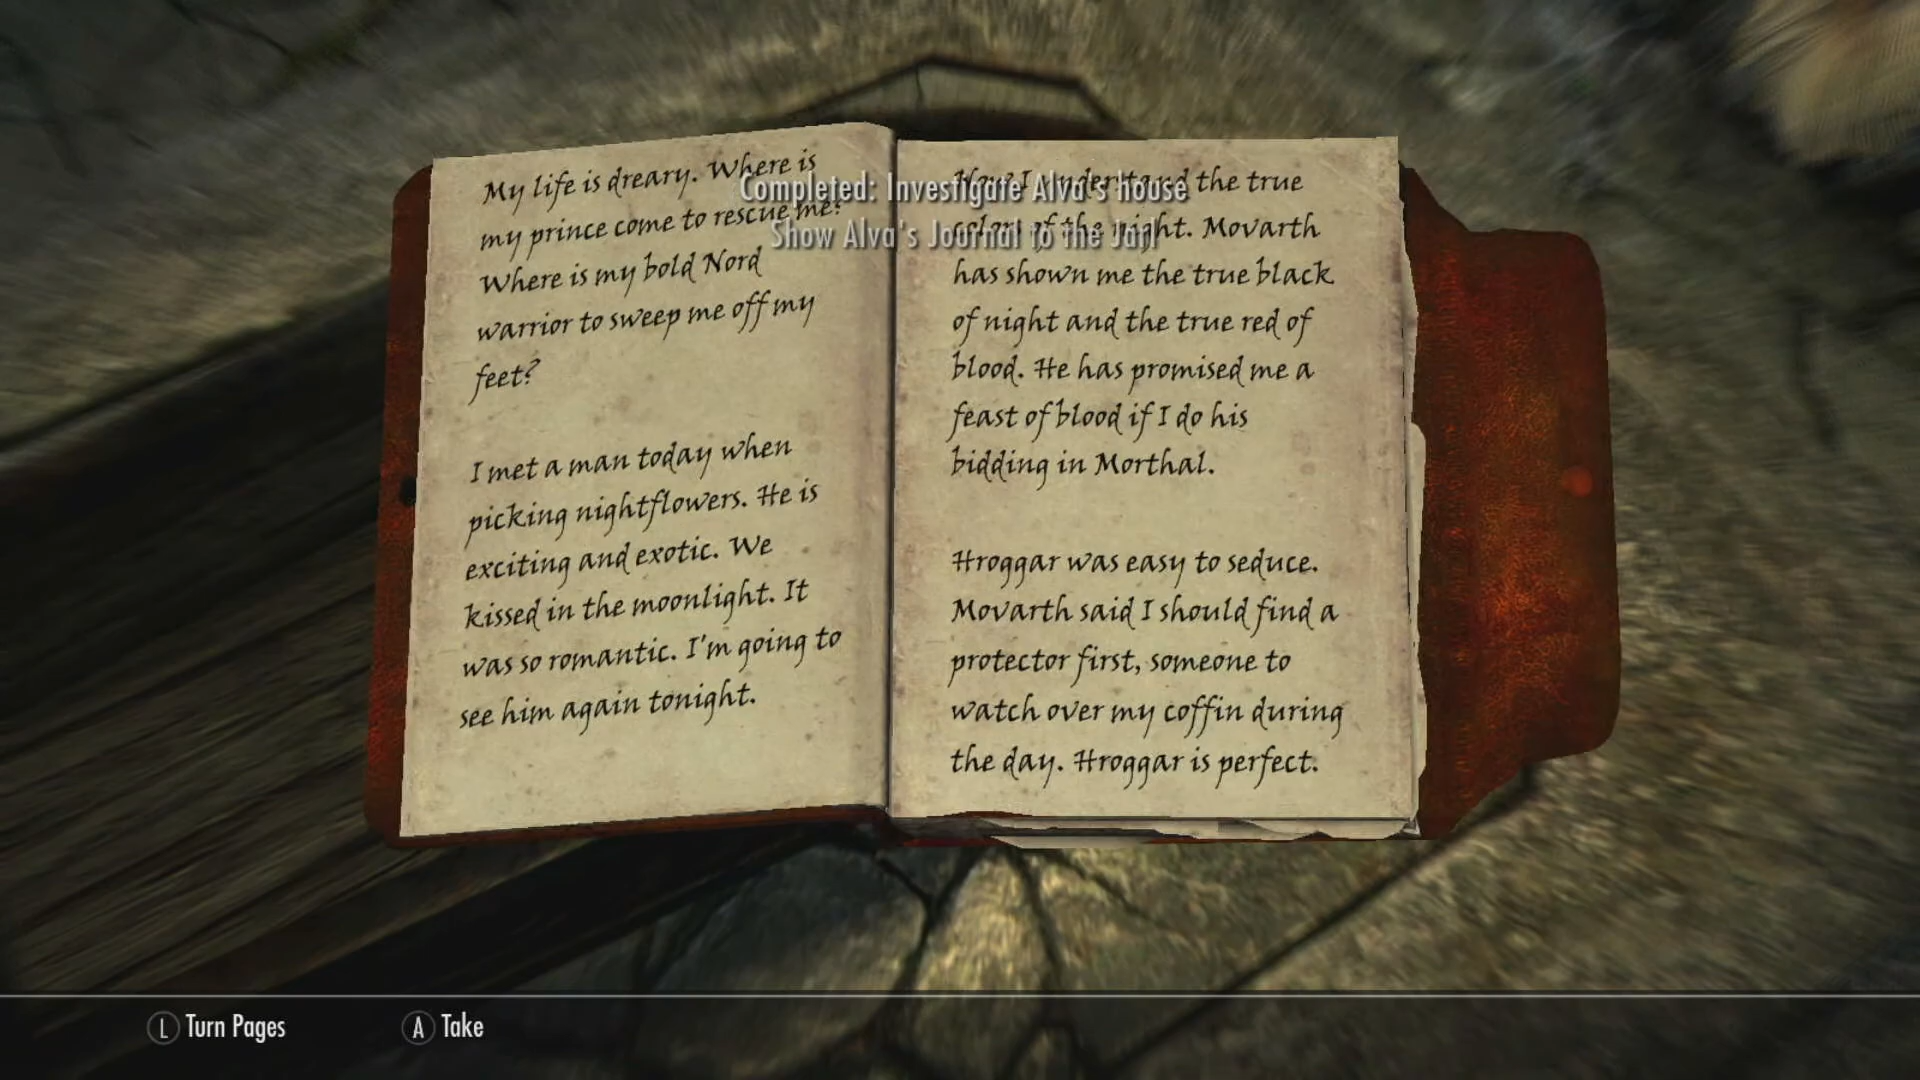 My life is dreary. Where is
my prince come to rescue me?
Where is my bold Nord
warrior to sweep me off my
feet?
I met a man today when
picking nightflowers. He is
exciting and exotic. We
kissed in the moonlight. It
was so romantic. I'm going to
see him again tonight.
Completed: Investigate Alva's house
Show Alva's Journal to the Jarl
Now I understand the true
colors of the night. Movarth
has shown me the true black
of night and the true red of
blood. He has promised me a
feast of blood if I do his
bidding in Morthal.
Hroggar was easy to seduce.
Movarth said I should find a
protector first, someone to
watch over my coffin during
the day. Hroggar is perfect.
L Turn Pages
A Take